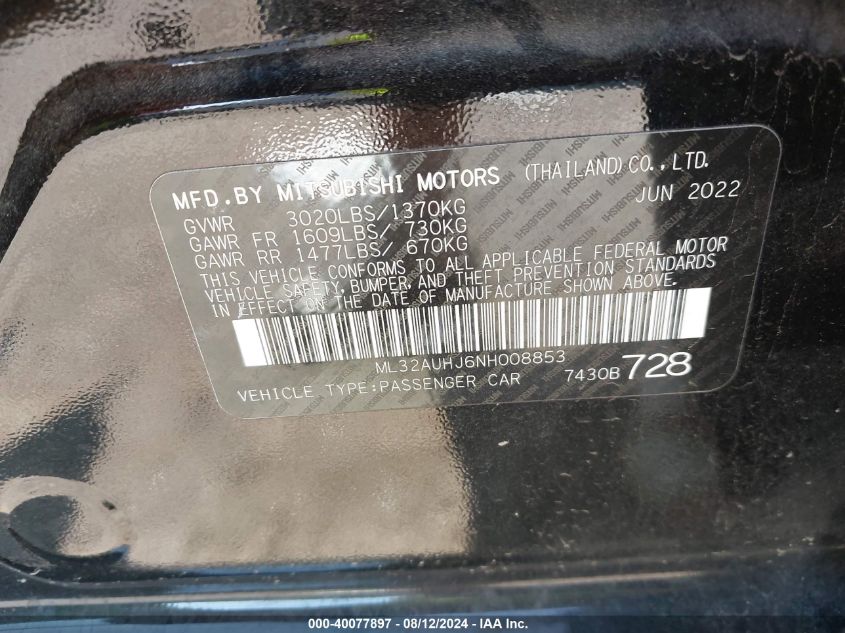 MFD.BY MITSUBISHI MOTORS (THAILAND) CO., LTD.
JUN 2022
GVWR 3020LBS/1370KG
GAWR FR 1609LBS/ 730KG
GAWR RR 1477LBS/ 670KG
THIS VEHICLE CONFORMS TO ALL APPLICABLE FEDERAL MOTOR
VEHICLE SAFETY, BUMPER, AND THEFT PREVENTION STANDARDS
IN EFFECT ON THE DATE OF MANUFACTURE SHOWN ABOVE.
ML32AUHJ6NH008853
VEHICLE TYPE:PASSENGER CAR 7430B 728
000-40077897 - 08/12/2024 - IAA Inc.